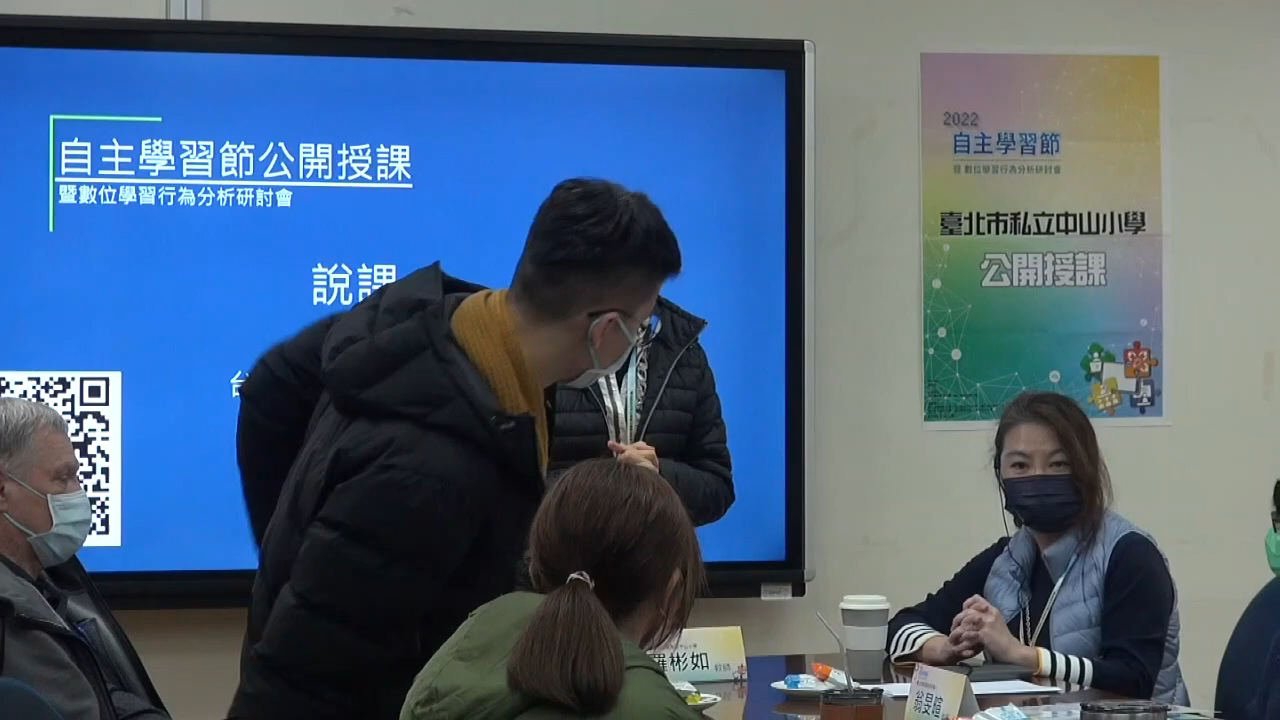 自主學習節公開授課
暨數位學習行為分析研討會
說課
台
2022
自主學習節
暨 數位學習行為分析研討會
臺北市私立中山小學
公開授課
羅彬如 教師
翁旻諠